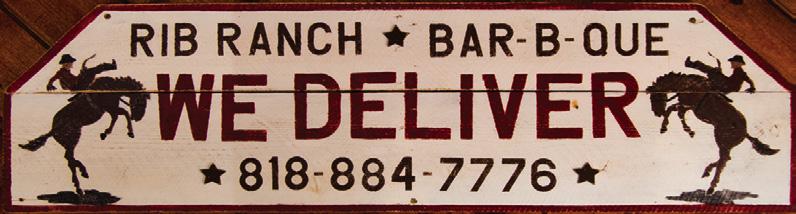 RIB RANCH ★ BAR-B-QUE
WE DELIVER
★ 818-884-7776 ★